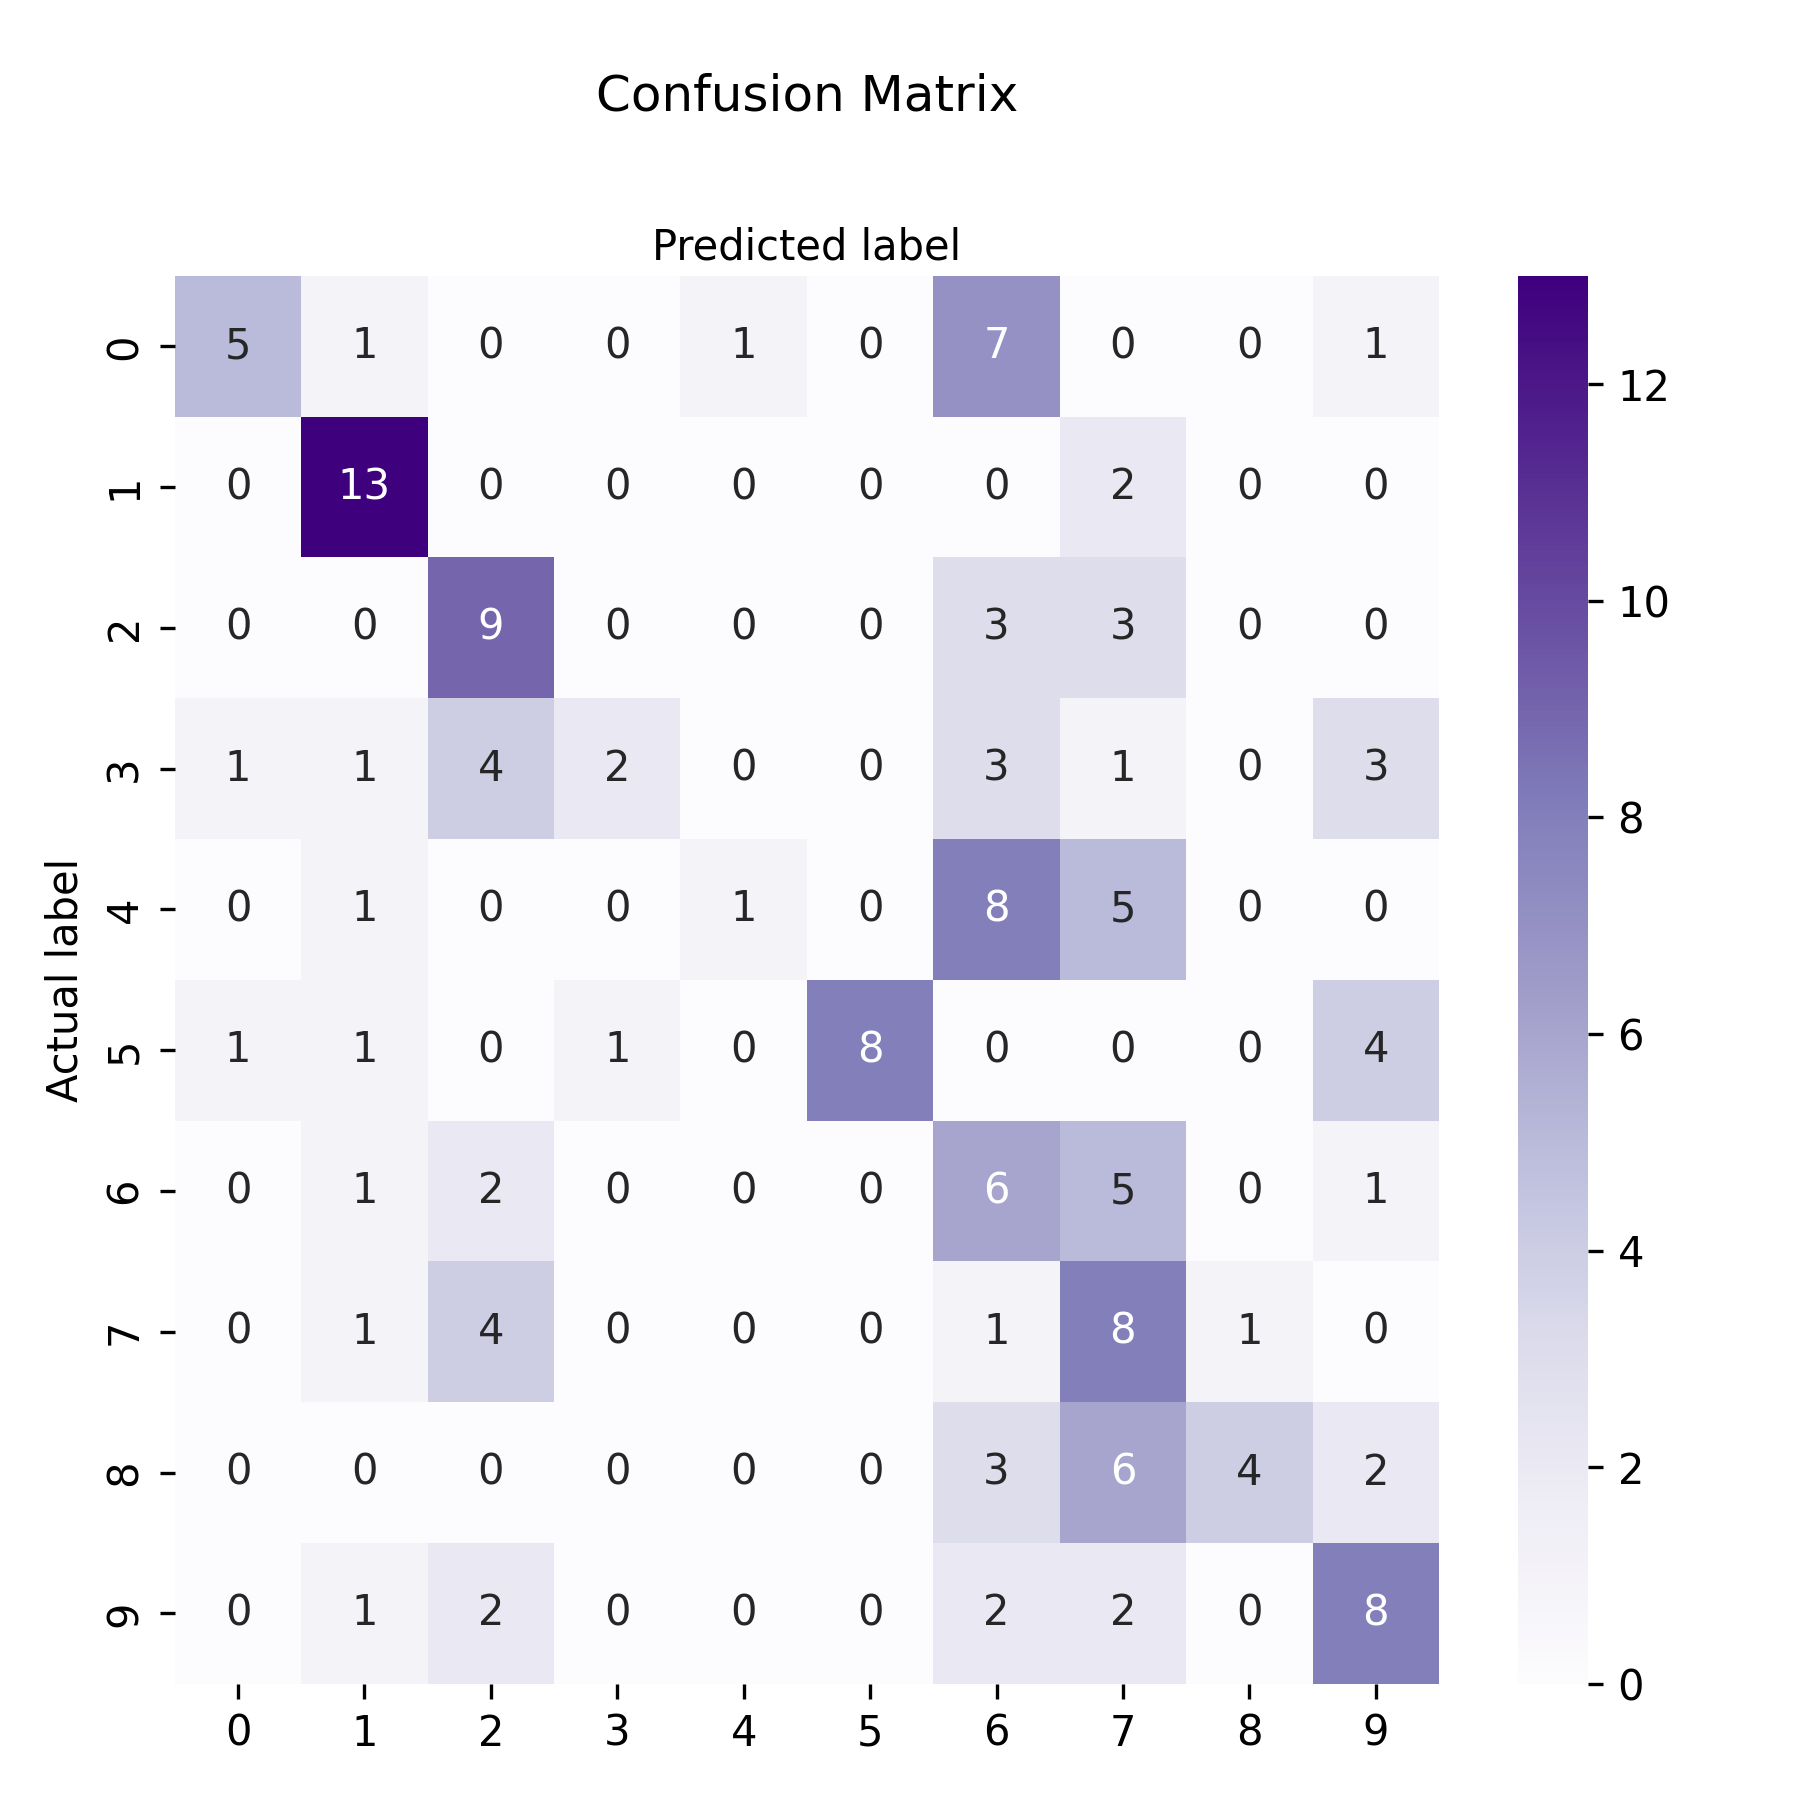 Confusion Matrix
Predicted label
0 5 1 0 0 1 0 7 0 0 1
1 0 13 0 0 0 0 0 2 0 0
2 0 0 9 0 0 0 3 3 0 0
3 1 1 4 2 0 0 3 1 0 3
4 0 1 0 0 1 0 8 5 0 0
5 1 1 0 1 0 8 0 0 0 4
6 0 1 2 0 0 0 6 5 0 1
7 0 1 4 0 0 0 1 8 1 0
8 0 0 0 0 0 0 3 6 4 2
9 0 1 2 0 0 0 2 2 0 8
0 1 2 3 4 5 6 7 8 9
Actual label
12
10
8
6
4
2
0